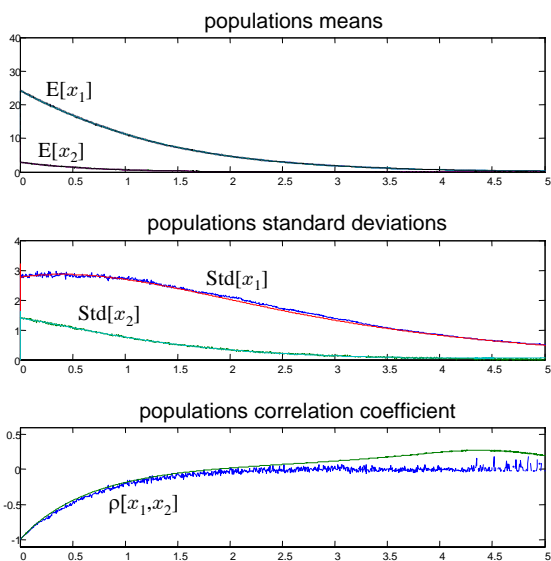 populations means
40
30
20
10
0
E[x₁]
E[x₂]
0 0.5 1 1.5 2 2.5 3 3.5 4 4.5 5
populations standard deviations
4
3
2
1
0
Std[x₁]
Std[x₂]
0 0.5 1 1.5 2 2.5 3 3.5 4 4.5 5
populations correlation coefficient
0.5
0
-0.5
-1
ρ[x₁,x₂]
0 0.5 1 1.5 2 2.5 3 3.5 4 4.5 5